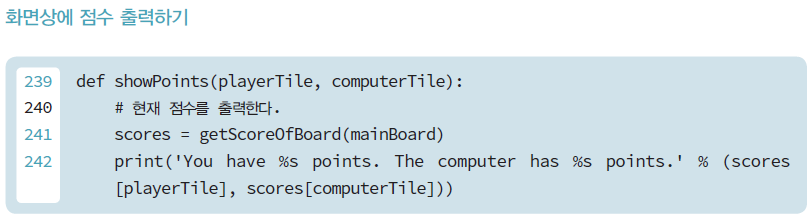 화면상에 점수 출력하기
239 def showPoints(playerTile, computerTile):
240 # 현재 점수를 출력한다.
241 scores = getScoreOfBoard(mainBoard)
242 print('You have %s points. The computer has %s points.' % (scores
[playerTile], scores[computerTile]))